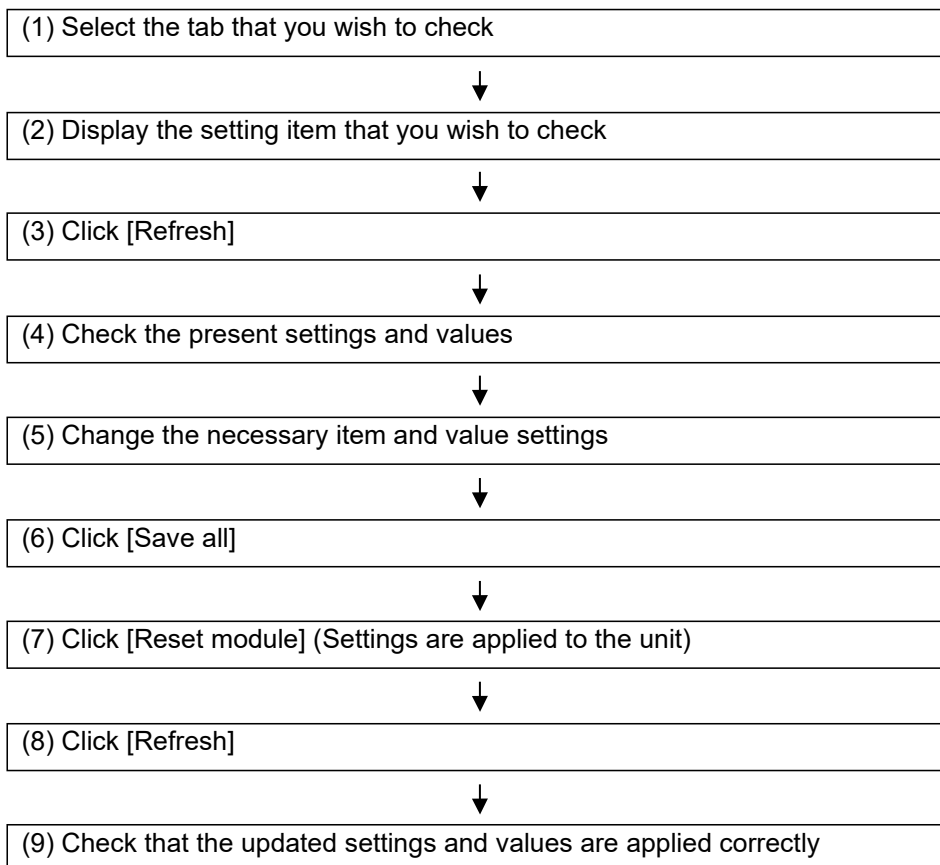 (1) Select the tab that you wish to check
(2) Display the setting item that you wish to check
(3) Click [Refresh]
(4) Check the present settings and values
(5) Change the necessary item and value settings
(6) Click [Save all]
(7) Click [Reset module] (Settings are applied to the unit)
(8) Click [Refresh]
(9) Check that the updated settings and values are applied correctly